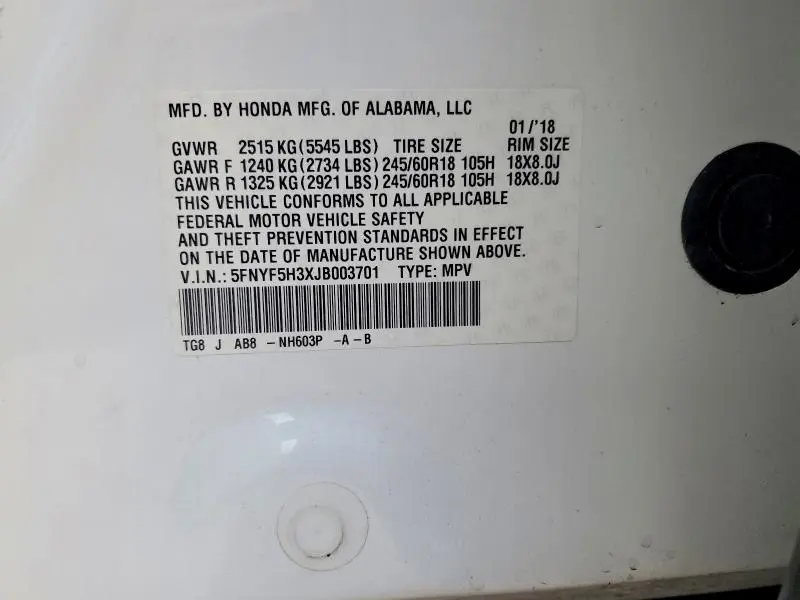 MFD. BY HONDA MFG. OF ALABAMA, LLC
01/'18
GVWR 2515 KG(5545 LBS) TIRE SIZE RIM SIZE
GAWR F 1240 KG(2734 LBS) 245/60R18 105H 18X8.0J
GAWR R 1325 KG(2921 LBS) 245/60R18 105H 18X8.0J
THIS VEHICLE CONFORMS TO ALL APPLICABLE
FEDERAL MOTOR VEHICLE SAFETY
AND THEFT PREVENTION STANDARDS IN EFFECT
ON THE DATE OF MANUFACTURE SHOWN ABOVE.
V.I.N.: 5FNYF5H3XJB003701 TYPE: MPV
TG8 J AB8 -NH603P -A-B